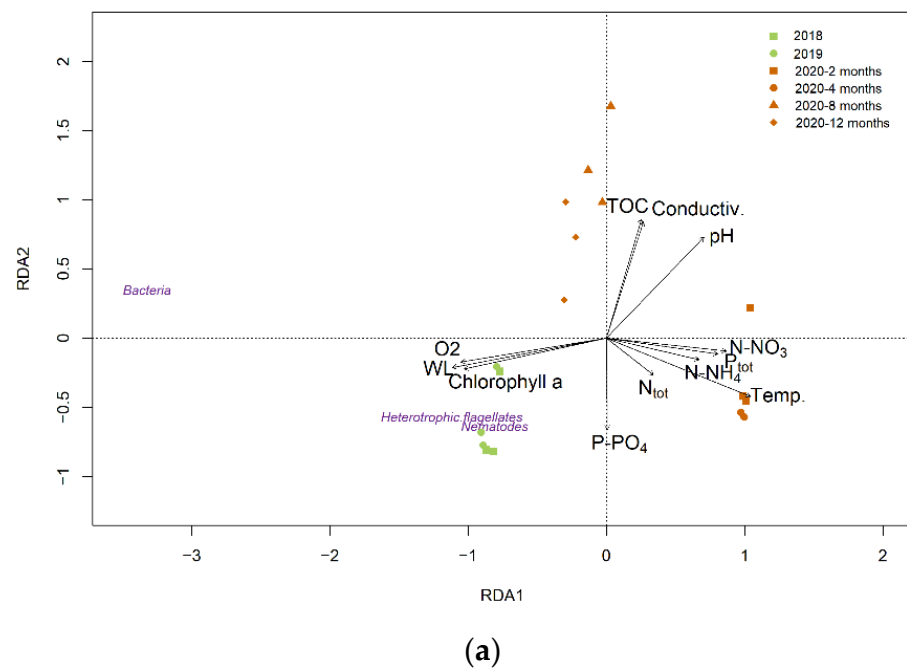 2018
2019
2020-2 months
2020-4 months
2020-8 months
2020-12 months
2
1.5
1
0.5
0
−0.5
−1
RDA2
TOC Conductiv.
pH
Bacteria
O2
WL
Chlorophyll a
N-NO₃
Pₜₒₜ
N-NH₄
Nₜₒₜ
Temp.
Heterotrophic.flagellates
Nematodes
P-PO₄
−3 −2 −1 0 1 2
RDA1
(a)